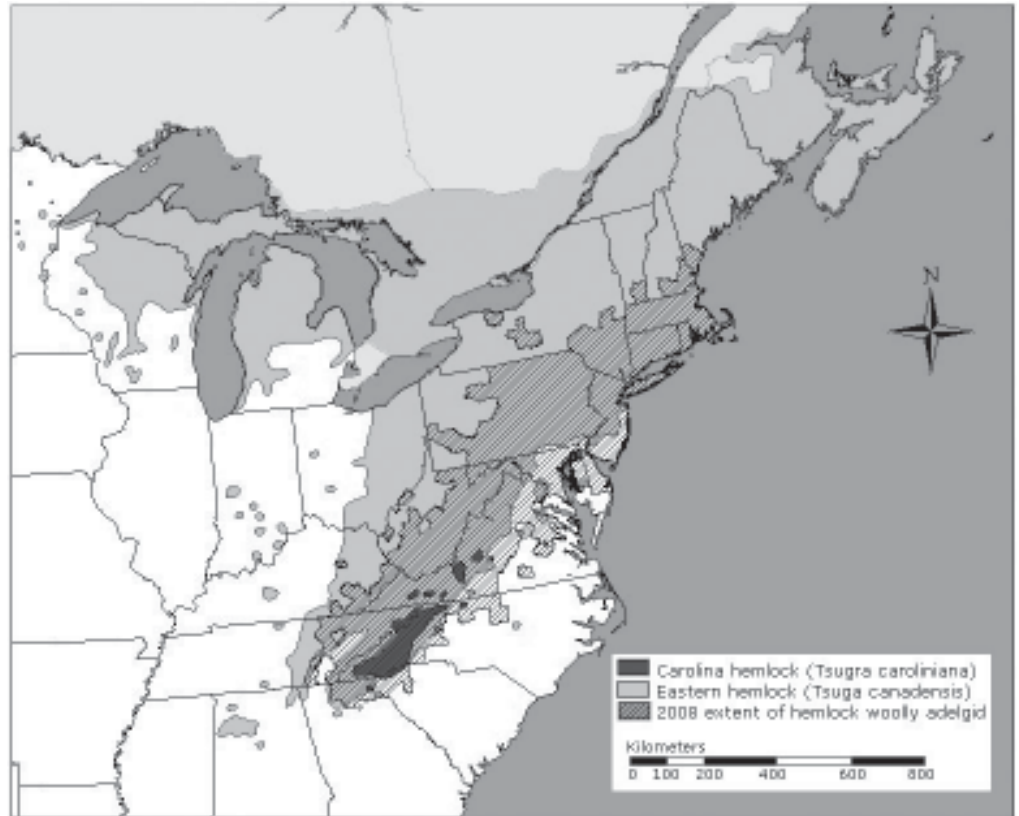 N
Carolina hemlock (Tsugra caroliniana)
Eastern hemlock (Tsuga canadensis)
2008 extent of hemlock woolly adelgid
Kilometers
0 100 200 400 600 800